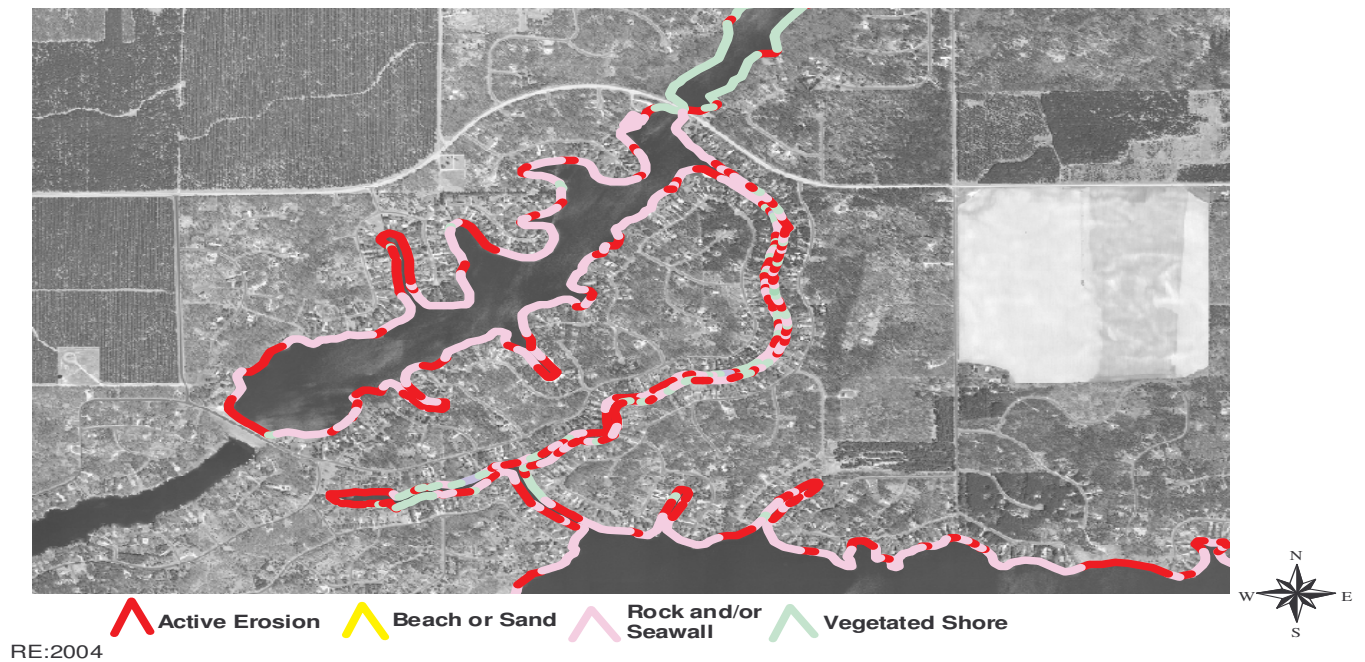 N
W E
S
Active Erosion
Beach or Sand
Rock and/or
Seawall
Vegetated Shore
RE:2004